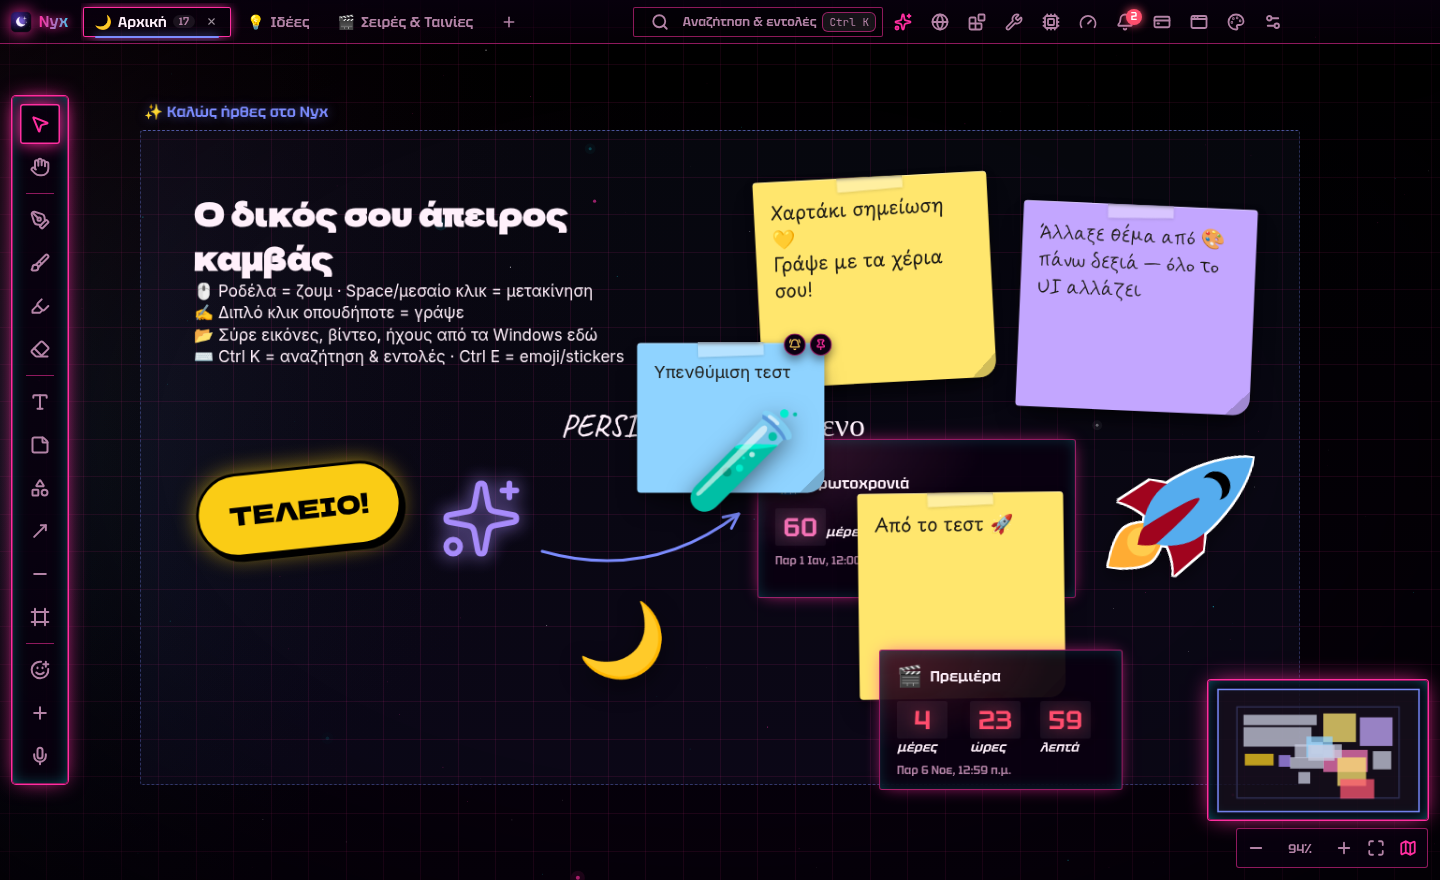 Nyx
Αρχική 17
Ιδέες
Σειρές & Ταινίες
Αναζήτηση & εντολές Ctrl K
2
Καλώς ήρθες στο Nyx
Ο δικός σου άπειρος
καμβάς
Ροδέλα = ζουμ · Space/μεσαίο κλικ = μετακίνηση
Διπλό κλικ οπουδήποτε = γράψε
Σύρε εικόνες, βίντεο, ήχους από τα Windows εδώ
Ctrl K = αναζήτηση & εντολές · Ctrl E = emoji/stickers
Χαρτάκι σημείωση
Γράψε με τα χέρια
σου!
Άλλαξε θέμα από
πάνω δεξιά — όλο το
UI αλλάζει
Υπενθύμιση τεστ
ΤΕΛΕΙΟ!
60
Παρ 1 Ιαν,
Από το τεστ
Πρεμιέρα
4 23 59
μέρες ώρες λεπτά
Παρ 6 Νοε, 12:59 π.μ.
94%